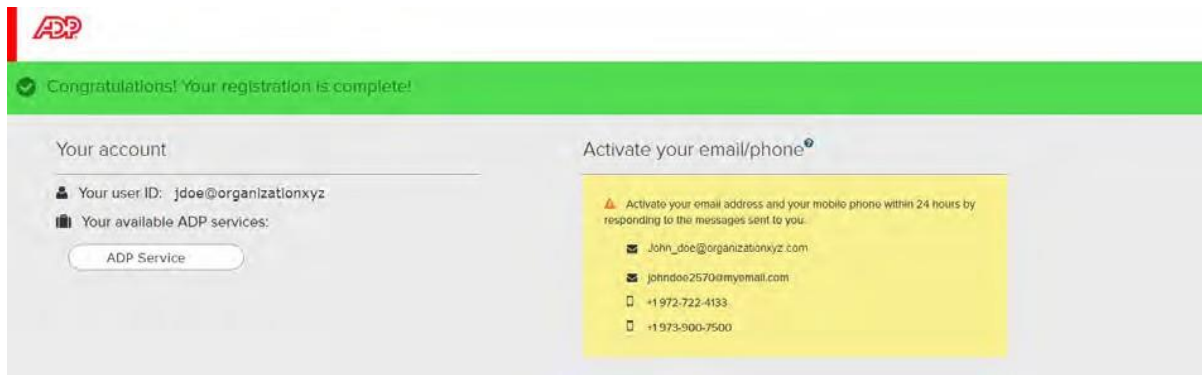 ADP
Congratulations! Your registration is complete!
Your account
Your user ID: jdoe@organizationxyz
Your available ADP services:
ADP Service
Activate your email/phone
Activate your email address and your mobile phone within 24 hours by
responding to the messages sent to you.
John_doe@organizationxyz.com
johndoe2570@myemail.com
+1 972-722-4133
+1 973-900-7500